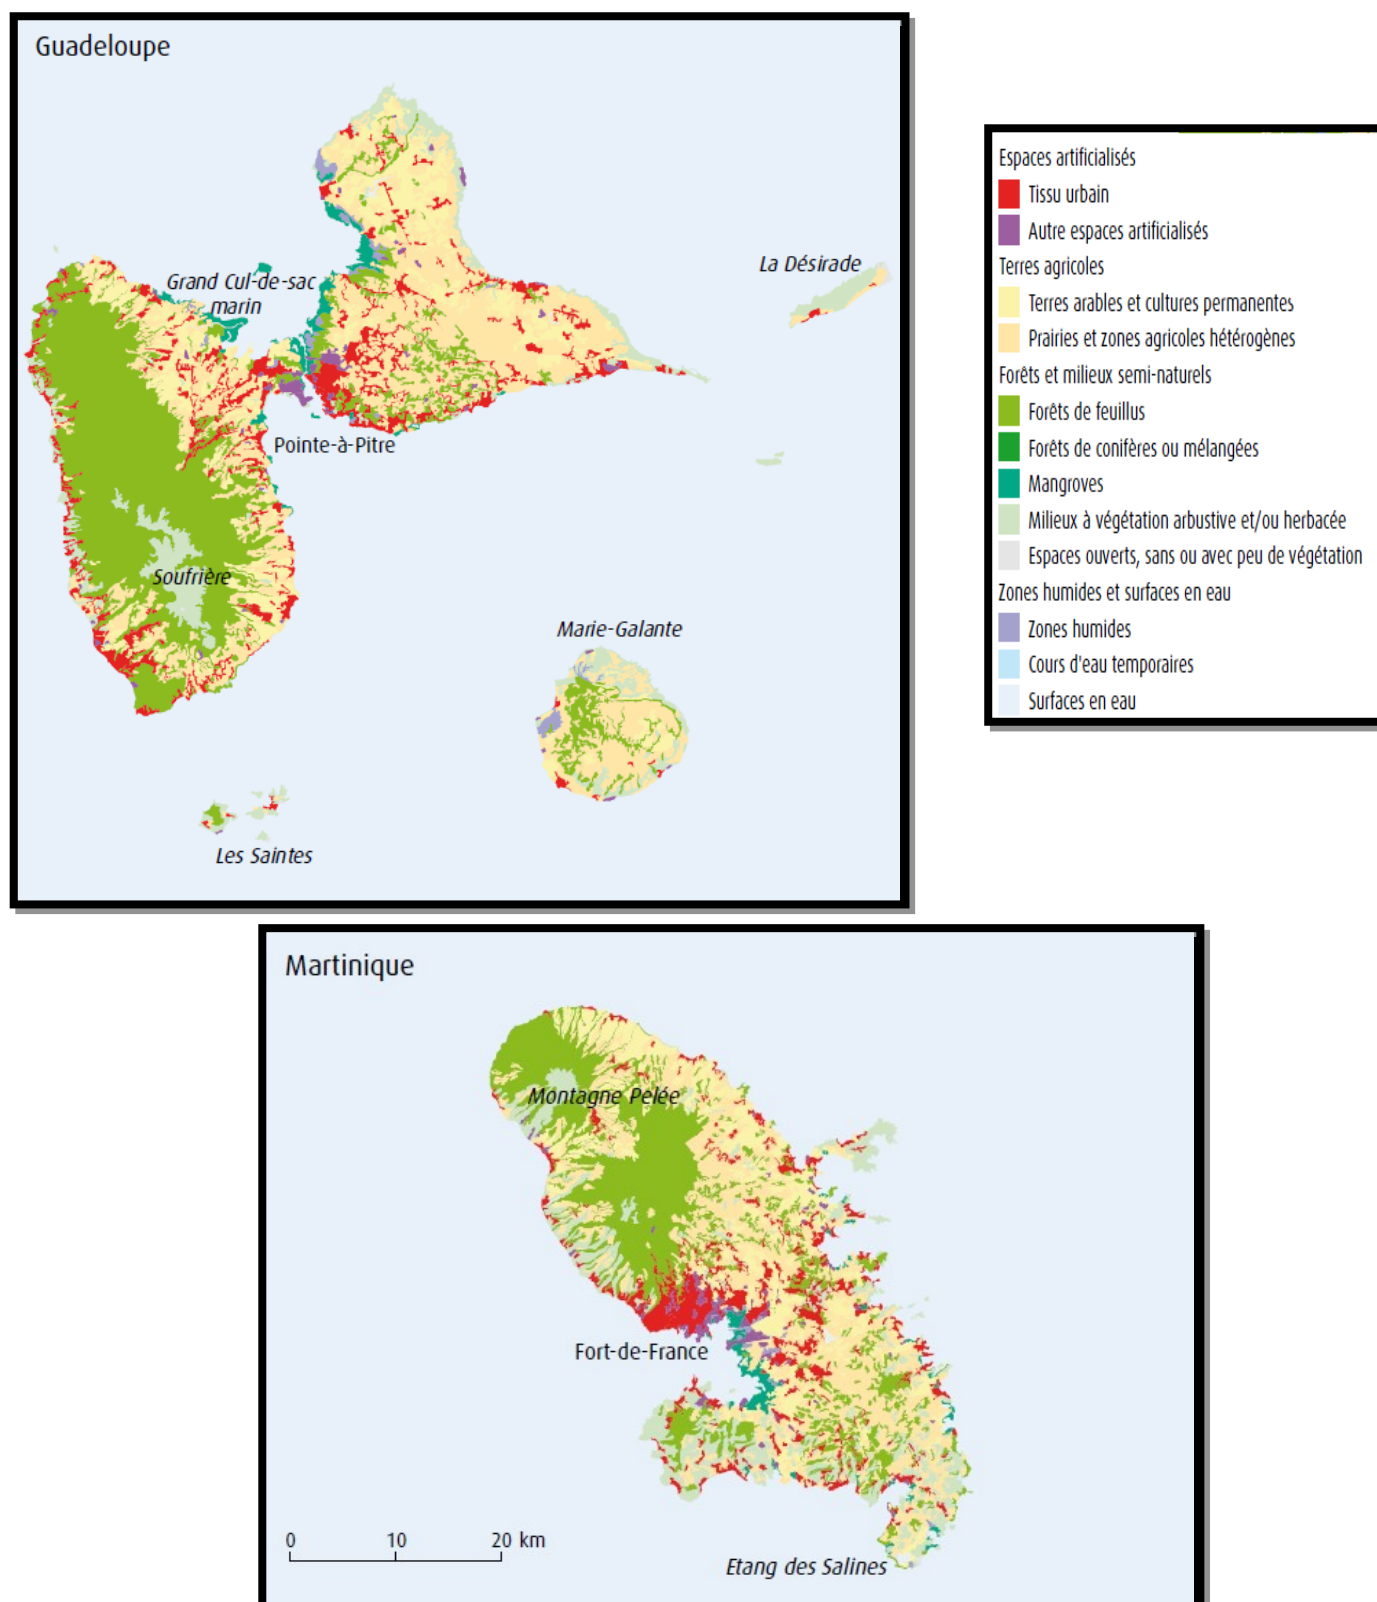 Guadeloupe
La Désirade
Grand Cul-de-sac
marin
Pointe-à-Pitre
Soufrière
Marie-Galante
Les Saintes
Espaces artificialisés
Tissu urbain
Autre espaces artificialisés
Terres agricoles
Terres arables et cultures permanentes
Prairies et zones agricoles hétérogènes
Forêts et milieux semi-naturels
Forêts de feuillus
Forêts de conifères ou mélangées
Mangroves
Milieux à végétation arbustive et/ou herbacée
Espaces ouverts, sans ou avec peu de végétation
Zones humides et surfaces en eau
Zones humides
Cours d'eau temporaires
Surfaces en eau
Martinique
Montagne Pelée
Fort-de-France
0 10 20 km
Etang des Salines